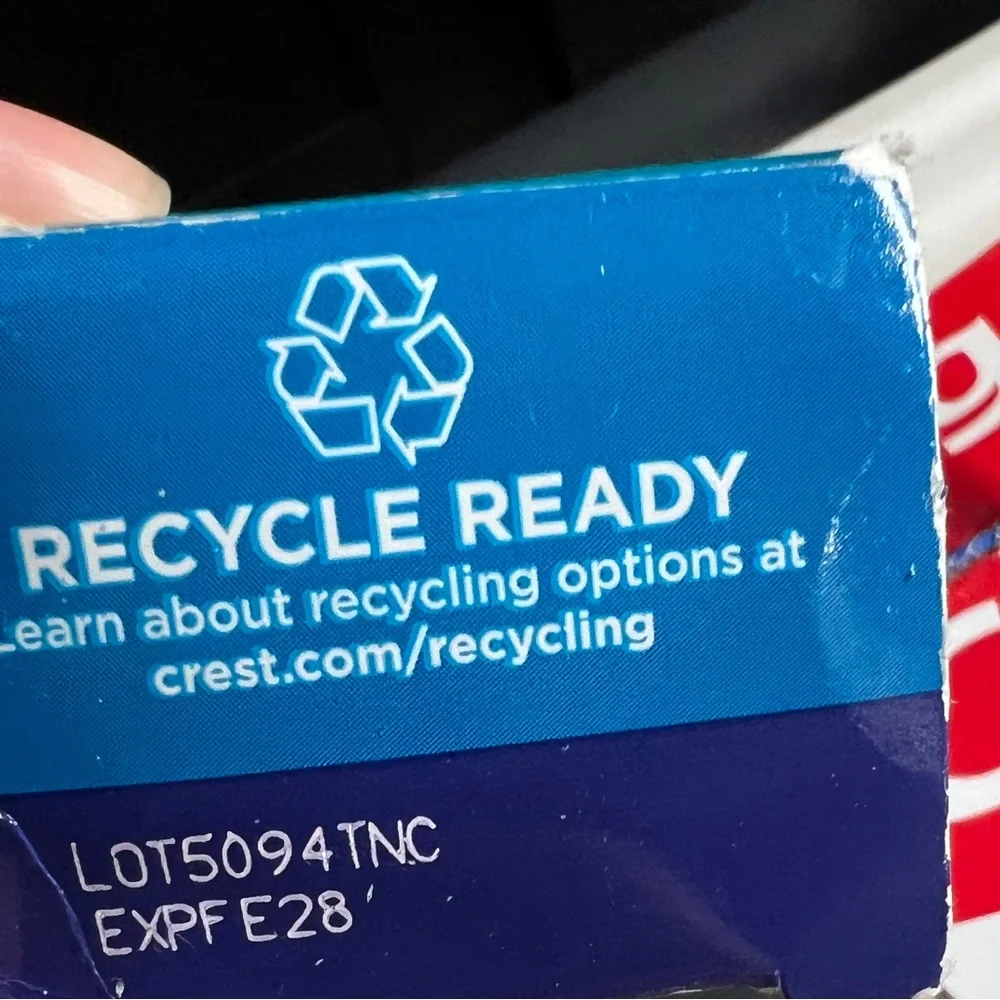 RECYCLE READY
Learn about recycling options at
crest.com/recycling
LOT5094TNC
EXPFE28